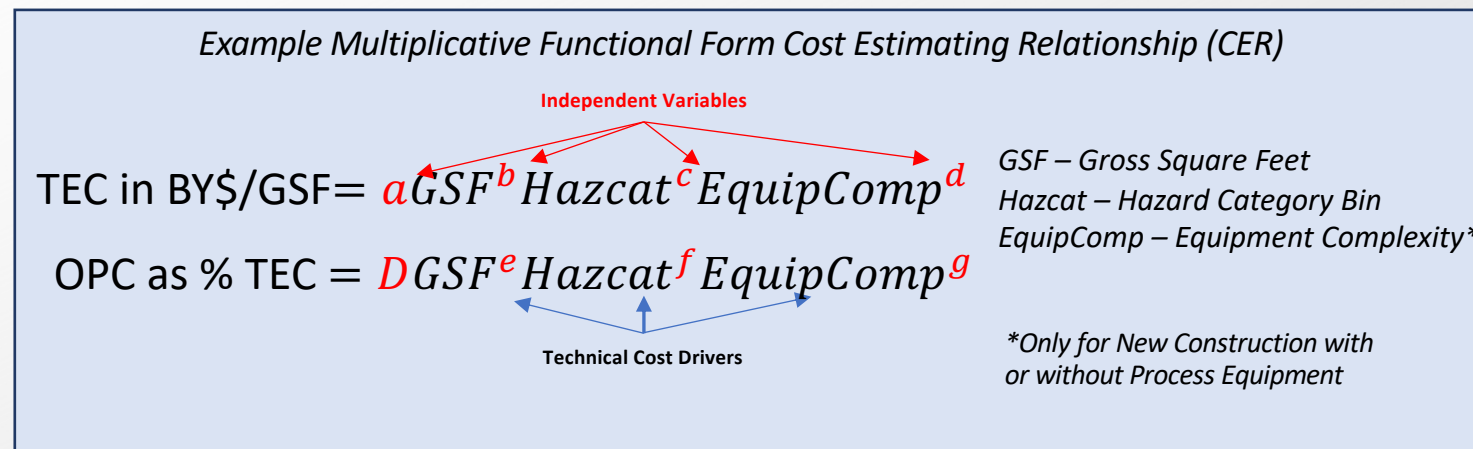 Example Multiplicative Functional Form Cost Estimating Relationship (CER)
Independent Variables
TEC in BY$/GSF= aGSF^b Hazcat^c EquipComp^d
OPC as % TEC = DGSF^e Hazcat^f EquipComp^g
Technical Cost Drivers
GSF – Gross Square Feet
Hazcat – Hazard Category Bin
EquipComp – Equipment Complexity*
*Only for New Construction with
or without Process Equipment